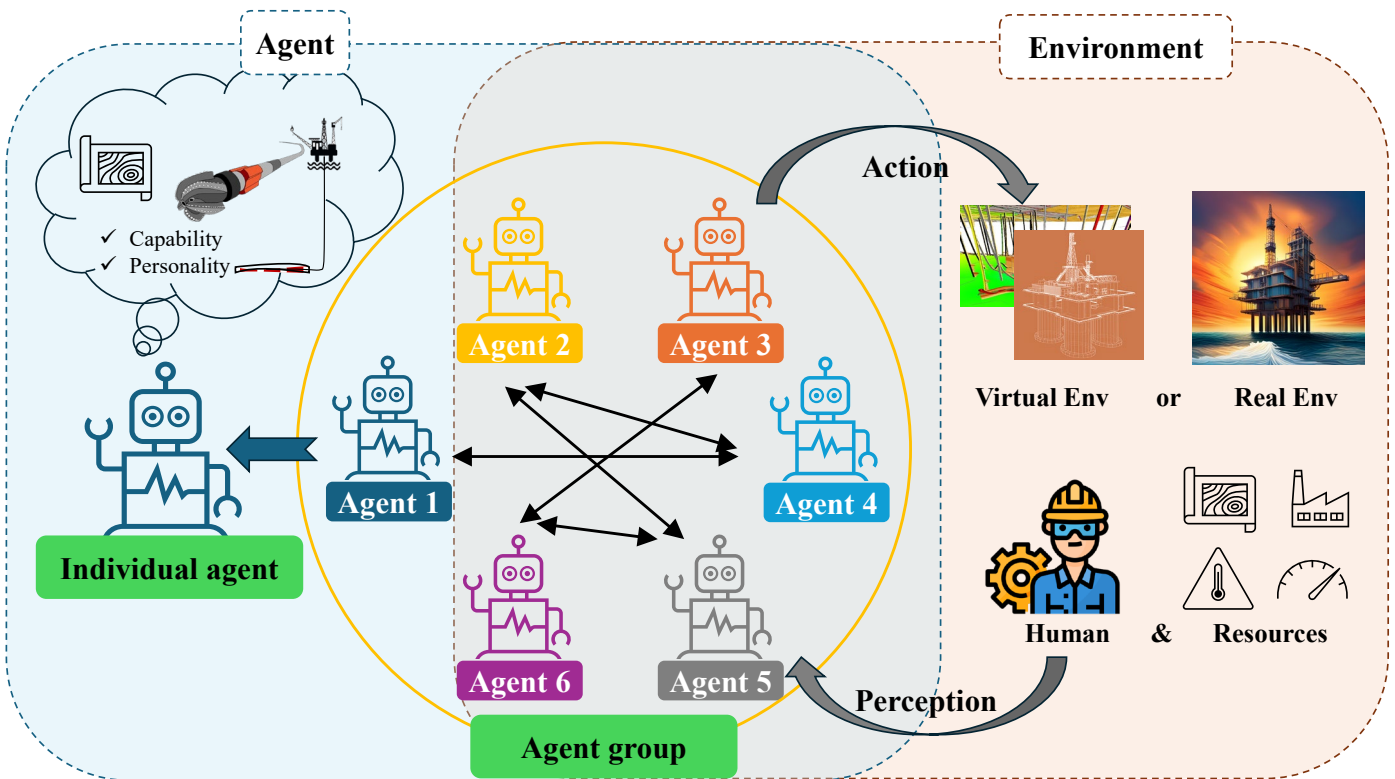 Agent
Environment
✓ Capability
✓ Personality
Action
Agent 2
Agent 3
Virtual Env or Real Env
Agent 1
Agent 4
Individual agent
Human & Resources
Agent 6
Agent 5
Perception
Agent group